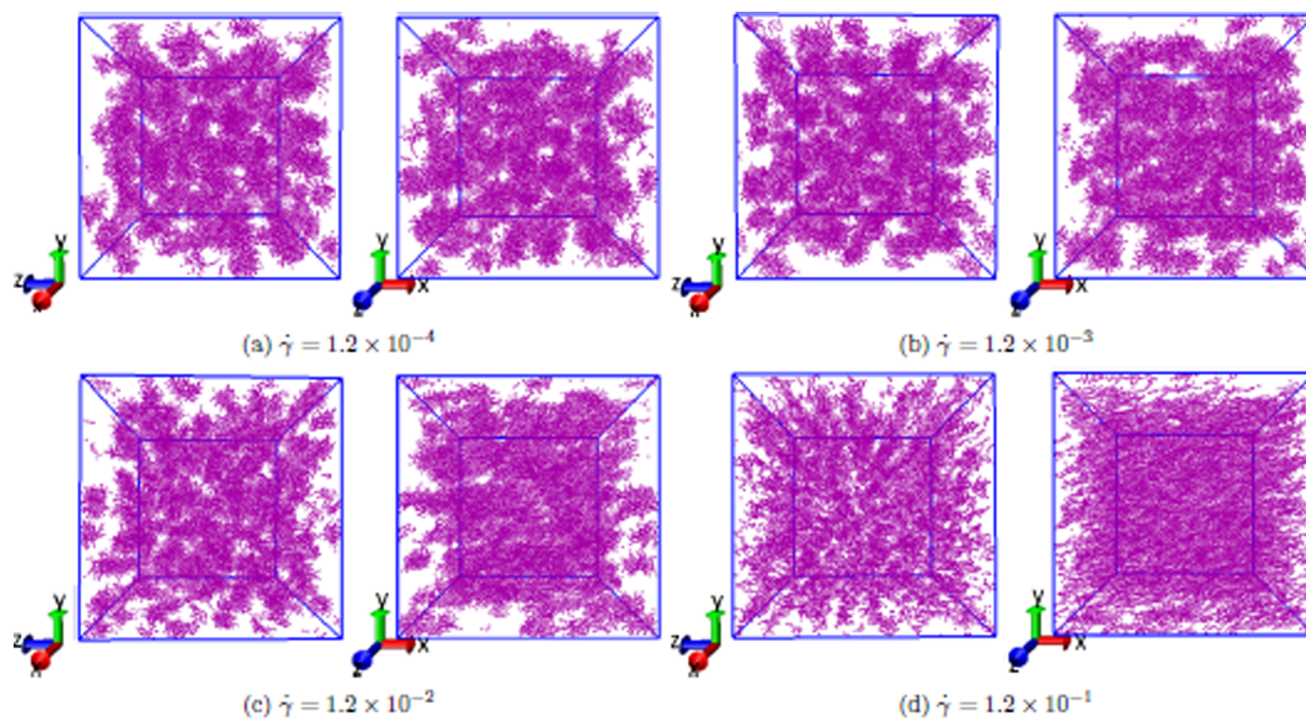 y y y y
z x z x
x z x z
(a) γ̇ = 1.2 × 10⁻⁴ (b) γ̇ = 1.2 × 10⁻³
y y y y
z x z x
x z x z
(c) γ̇ = 1.2 × 10⁻² (d) γ̇ = 1.2 × 10⁻¹